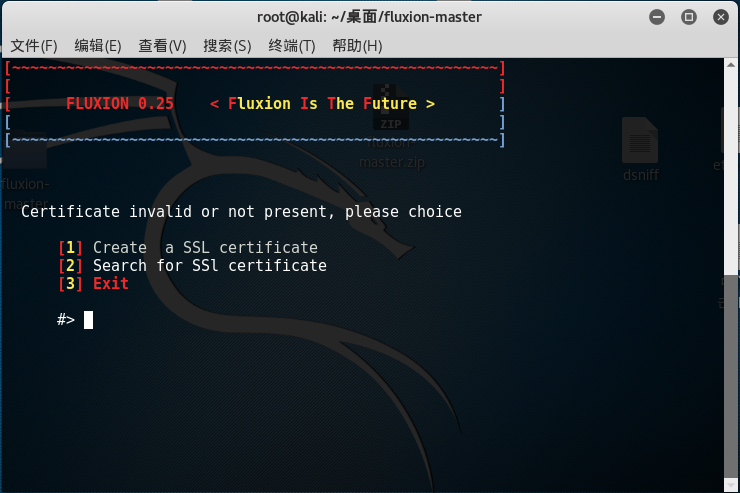 root@kali: ~/桌面/fluxion-master
文件(F) 编辑(E) 查看(V) 搜索(S) 终端(T) 帮助(H)
[~~~~~~~~~~~~~~~~~~~~~~~~~~~~~~~~~~~~~~~~~~~~~~~~~~~~~~]
[ ]
[ FLUXION 0.25 < Fluxion Is The Future > ]
[ ]
[~~~~~~~~~~~~~~~~~~~~~~~~~~~~~~~~~~~~~~~~~~~~~~~~~~~~~~]
ZIP
fluxion-
master.zip
dsniff
fluxion-
master
Certificate invalid or not present, please choice
[1] Create  a SSL certificate
[2] Search for SSl certificate
[3] Exit
#>